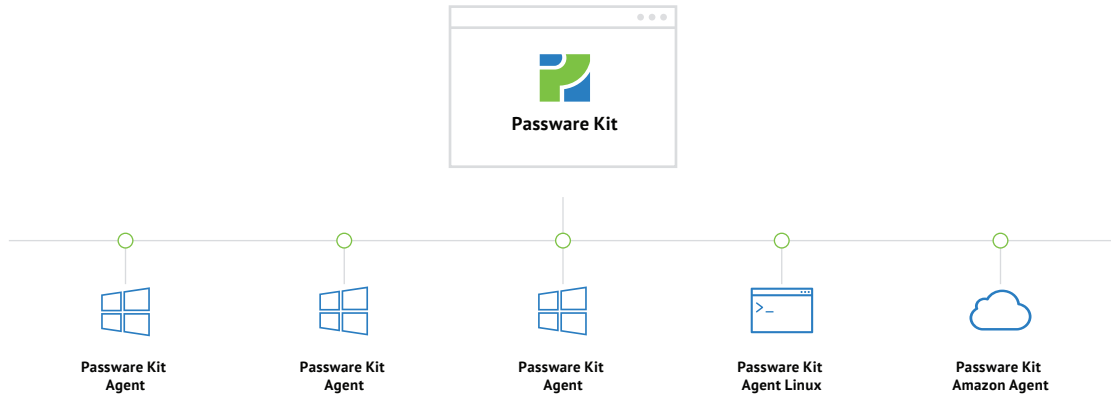 Passware Kit
Passware Kit
Agent
Passware Kit
Agent
Passware Kit
Agent
>_
Passware Kit
Agent Linux
Passware Kit
Amazon Agent